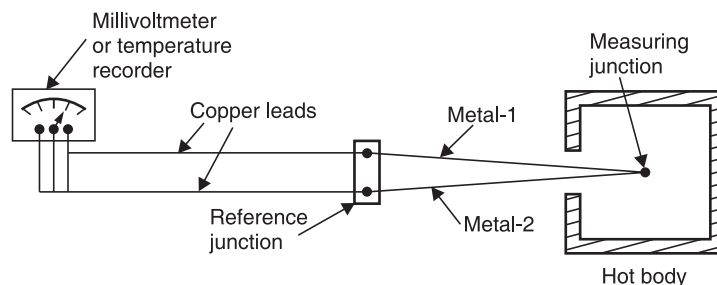 Millivoltmeter
or temperature
recorder
Copper leads
Metal-1
Measuring
junction
Reference
junction
Metal-2
Hot body